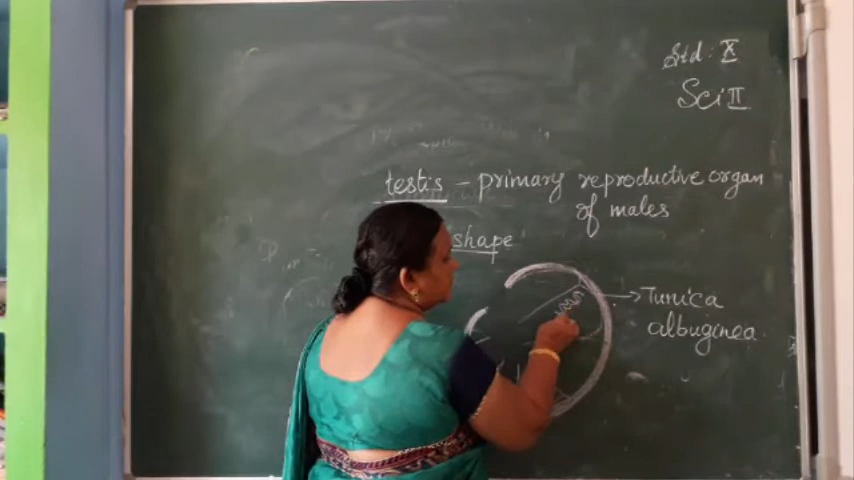 Std: X
Sci II
testis - primary reproductive organ
of males
shape
Tunica
albuginea